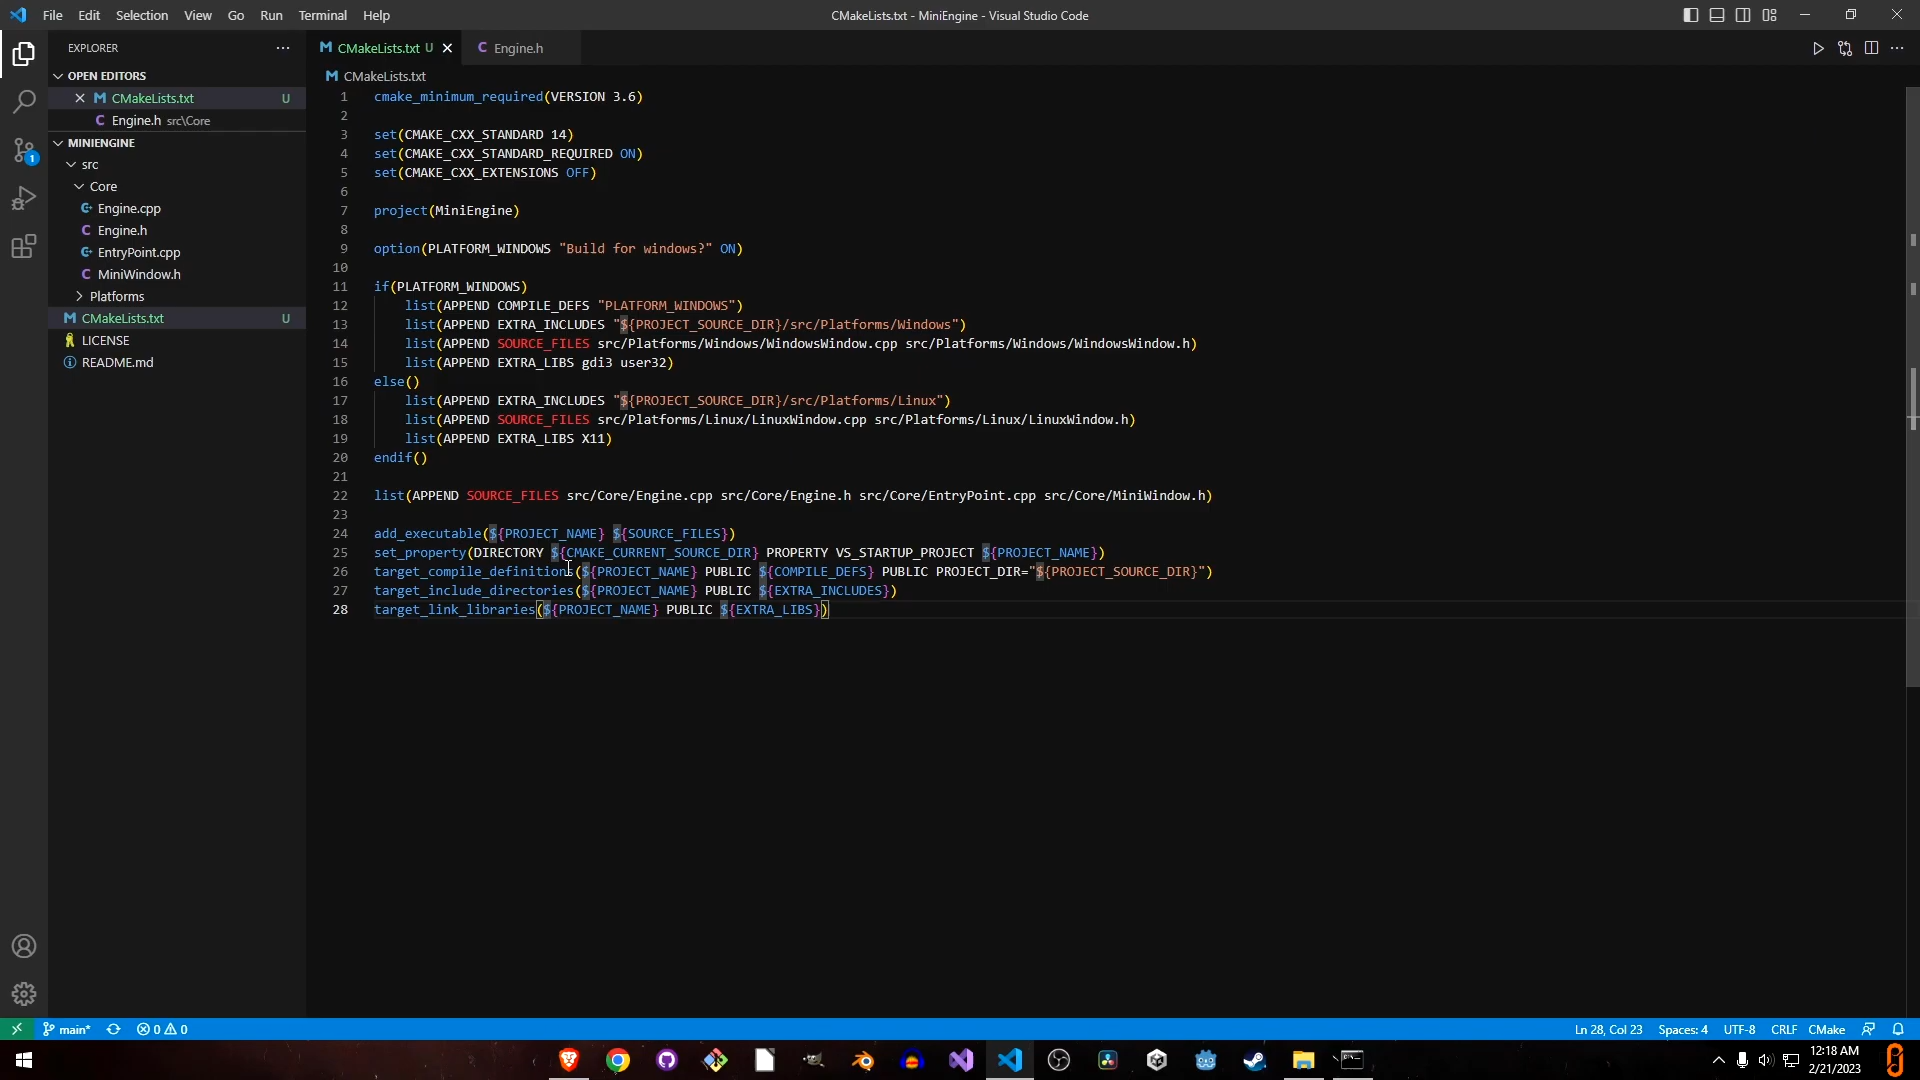 File Edit Selection View Go Run Terminal Help
CMakeLists.txt - MiniEngine - Visual Studio Code
EXPLORER
OPEN EDITORS
CMakeLists.txt U
Engine.h src\Core
MINIENGINE
src
Core
Engine.cpp
Engine.h
EntryPoint.cpp
MiniWindow.h
Platforms
CMakeLists.txt U
LICENSE
README.md
CMakeLists.txt U
Engine.h
CMakeLists.txt
1 cmake_minimum_required(VERSION 3.6)
2
3 set(CMAKE_CXX_STANDARD 14)
4 set(CMAKE_CXX_STANDARD_REQUIRED ON)
5 set(CMAKE_CXX_EXTENSIONS OFF)
6
7 project(MiniEngine)
8
9 option(PLATFORM_WINDOWS "Build for windows?" ON)
10
11 if(PLATFORM_WINDOWS)
12 list(APPEND COMPILE_DEFS "PLATFORM_WINDOWS")
13 list(APPEND EXTRA_INCLUDES "${PROJECT_SOURCE_DIR}/src/Platforms/Windows")
14 list(APPEND SOURCE_FILES src/Platforms/Windows/WindowsWindow.cpp src/Platforms/Windows/WindowsWindow.h)
15 list(APPEND EXTRA_LIBS gdi3 user32)
16 else()
17 list(APPEND EXTRA_INCLUDES "${PROJECT_SOURCE_DIR}/src/Platforms/Linux")
18 list(APPEND SOURCE_FILES src/Platforms/Linux/LinuxWindow.cpp src/Platforms/Linux/LinuxWindow.h)
19 list(APPEND EXTRA_LIBS X11)
20 endif()
21
22 list(APPEND SOURCE_FILES src/Core/Engine.cpp src/Core/Engine.h src/Core/EntryPoint.cpp src/Core/MiniWindow.h)
23
24 add_executable(${PROJECT_NAME} ${SOURCE_FILES})
25 set_property(DIRECTORY ${CMAKE_CURRENT_SOURCE_DIR} PROPERTY VS_STARTUP_PROJECT ${PROJECT_NAME})
26 target_compile_definitions(${PROJECT_NAME} PUBLIC ${COMPILE_DEFS} PUBLIC PROJECT_DIR="${PROJECT_SOURCE_DIR}")
27 target_include_directories(${PROJECT_NAME} PUBLIC ${EXTRA_INCLUDES})
28 target_link_libraries(${PROJECT_NAME} PUBLIC ${EXTRA_LIBS})
1
main* 0 0
Ln 28, Col 23 Spaces: 4 UTF-8 CRLF CMake
12:18 AM
2/21/2023